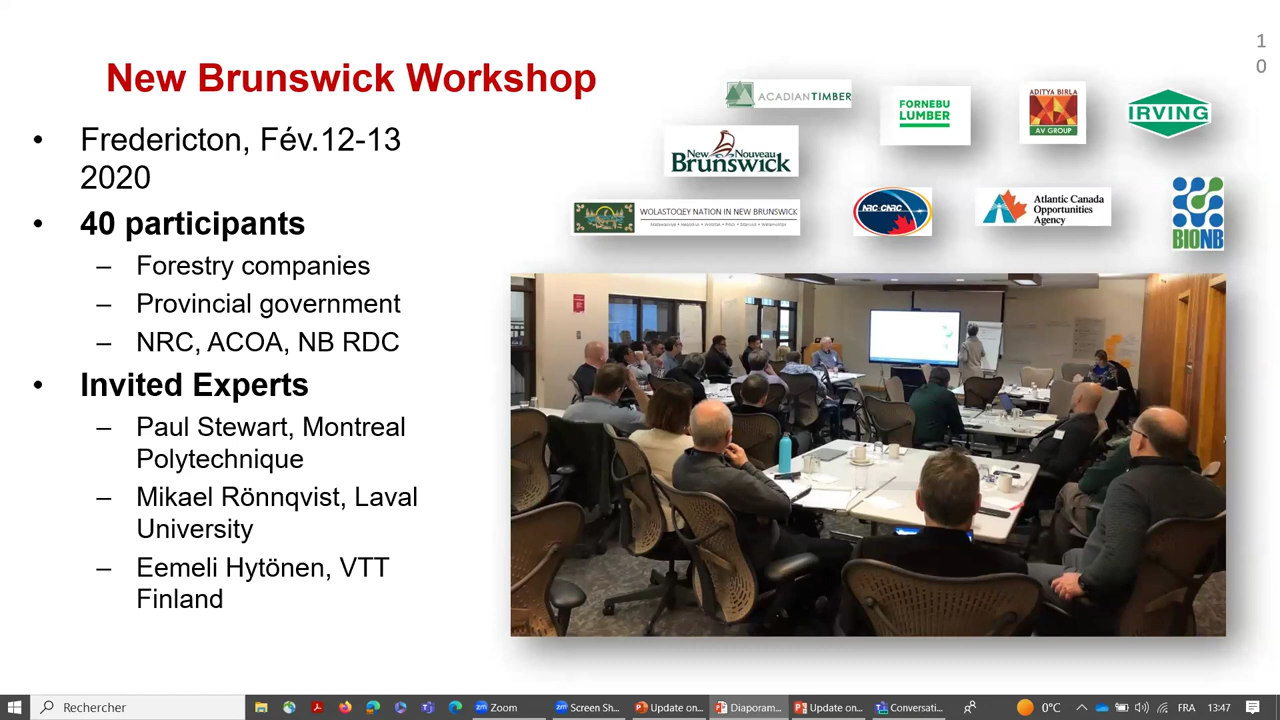 1
0
New Brunswick Workshop
• Fredericton, Fév.12-13
2020
• 40 participants
– Forestry companies
– Provincial government
– NRC, ACOA, NB RDC
• Invited Experts
– Paul Stewart, Montreal
Polytechnique
– Mikael Rönnqvist, Laval
University
– Eemeli Hytönen, VTT
Finland
ACADIANTIMBER
FORNEBU
LUMBER
ADITYA BIRLA
AV GROUP
IRVING
New Nouveau
Brunswick
WOLASTOQEY NATION IN NEW BRUNSWICK
NRC·CNRC
Atlantic Canada
Opportunities
Agency
BIONB
Rechercher
Zoom
Screen Sh...
Update on...
Diaporam...
Update on...
Conversati...
0°C
FRA
13:47